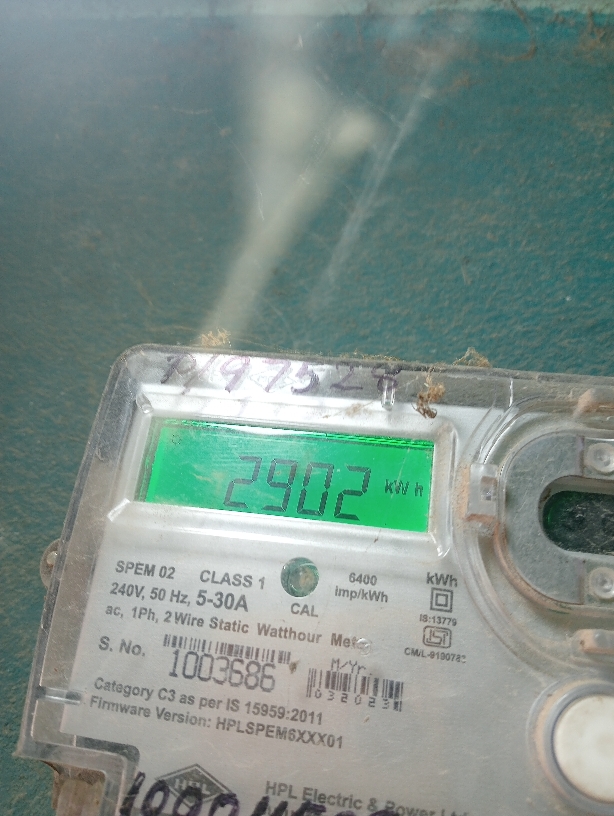 2902 kWh
SPEM 02 CLASS 1 6400 kWh
240V, 50 Hz, 5-30A CAL Imp/kWh
ac, 1Ph, 2 Wire Static Watthour
IS:13779
S. No. 1003686 M/Yr.
032023
Category C3 as per IS 15959:2011
Firmware Version: HPLSPEM6XXX01
HPL HPL Electric & Power